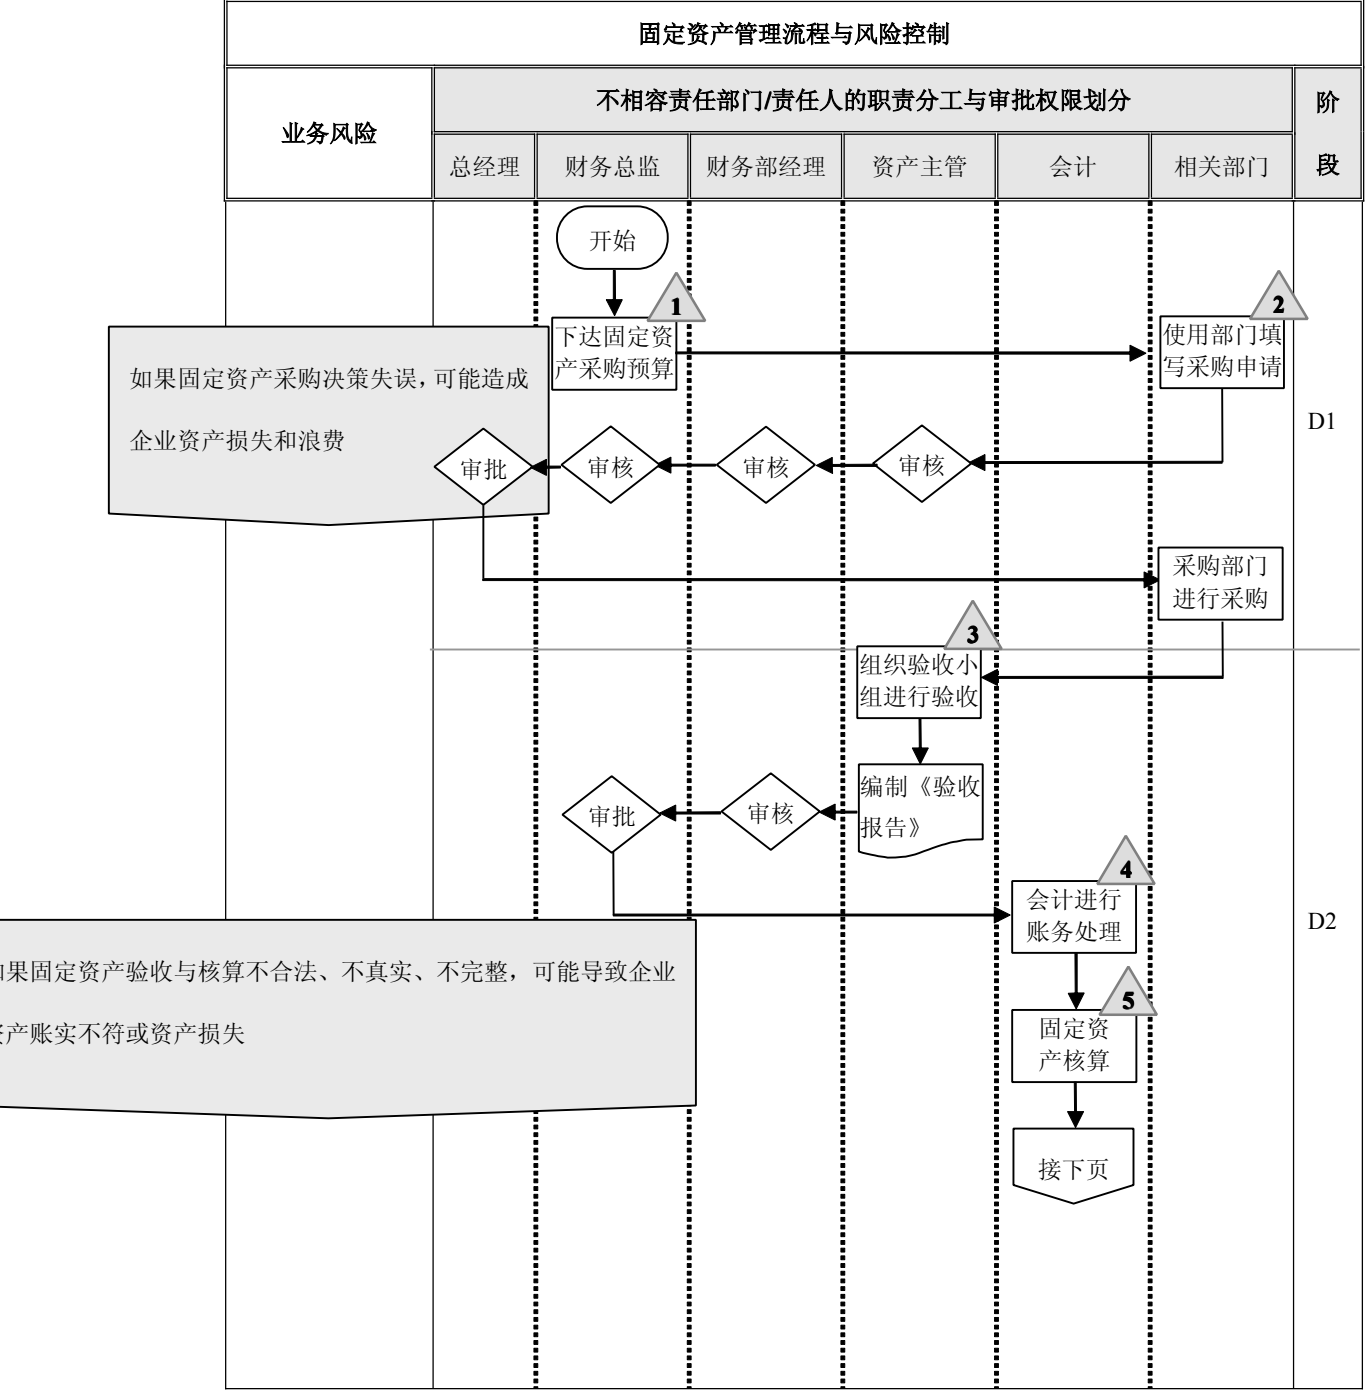 固定资产管理流程与风险控制
不相容责任部门/责任人的职责分工与审批权限划分
业务风险
阶
段
总经理
财务总监
财务部经理
资产主管
会计
相关部门
开始
1
下达固定资
产采购预算
2
使用部门填
写采购申请
如果固定资产采购决策失误，可能造成
企业资产损失和浪费
D1
审批
审核
审核
审核
采购部门
进行采购
3
组织验收小
组进行验收
编制《验收
报告》
审批
审核
4
会计进行
账务处理
D2
果固定资产验收与核算不合法、不真实、不完整，可能导致企业
产账实不符或资产损失
5
固定资
产核算
接下页